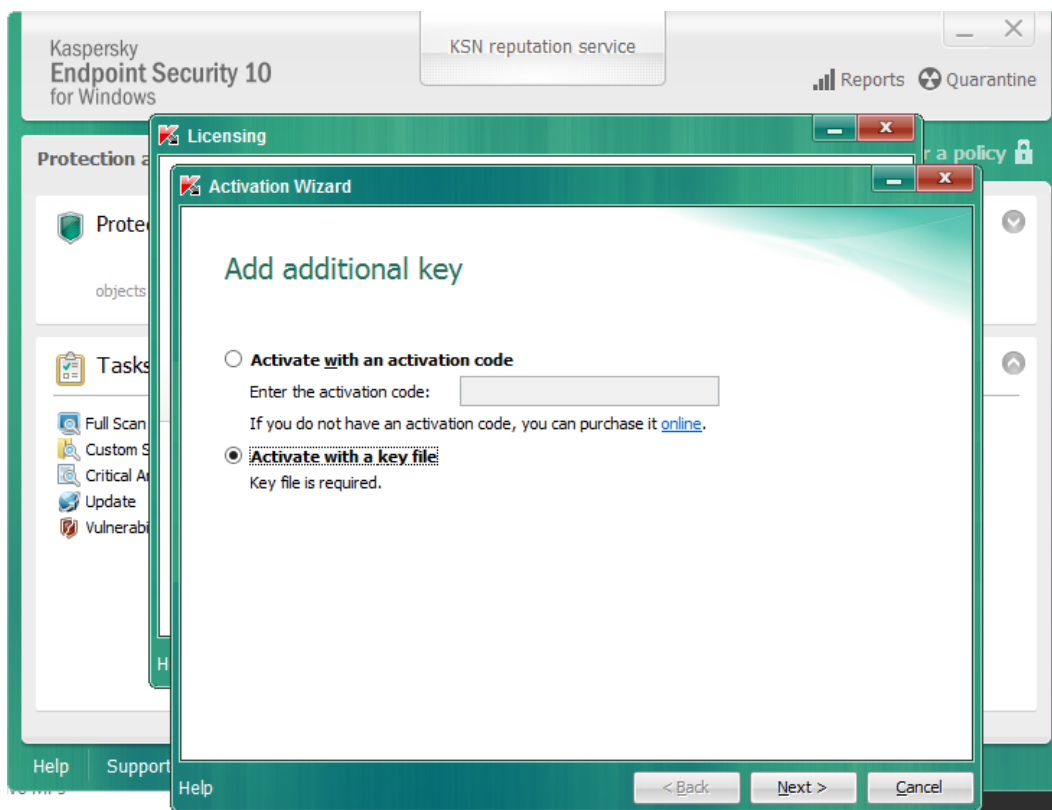 Kaspersky
Endpoint Security 10
for Windows
KSN reputation service
Reports
Quarantine
Licensing
Protection a
r a policy
Activation Wizard
Prote
objects
Add additional key
Tasks
Activate with an activation code
Enter the activation code:
If you do not have an activation code, you can purchase it online.
Activate with a key file
Key file is required.
Full Scan
Custom S
Critical Ar
Update
Vulnerabi
H
Help
Support
Help
< Back
Next >
Cancel